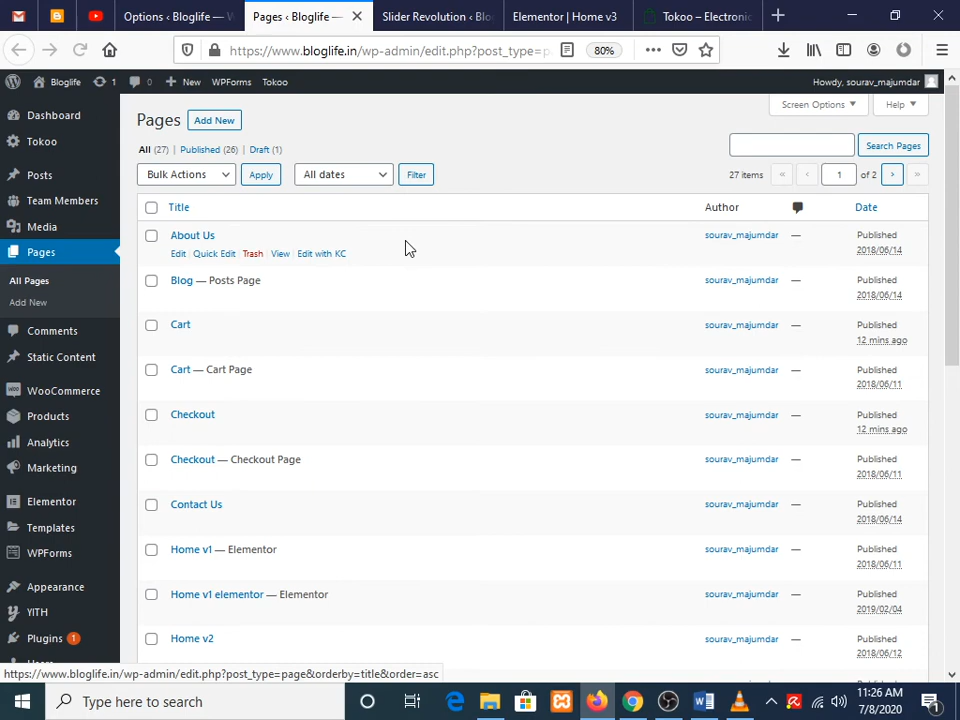 Options ‹ Bloglife — W
Pages ‹ Bloglife —
Slider Revolution ‹ Blo
Elementor | Home v3
Tokoo – Electronic
https://www.bloglife.in/wp-admin/edit.php?post_type=p
80%
Bloglife
1
0
New
WPForms
Tokoo
Howdy, sourav_majumdar
Dashboard
Tokoo
Posts
Team Members
Media
Pages
All Pages
Add New
Comments
Static Content
WooCommerce
Products
Analytics
Marketing
Elementor
Templates
WPForms
Appearance
YITH
Plugins 1
Screen Options
Help
Pages Add New
All (27) Published (26) Draft (1)
Search Pages
Bulk Actions Apply All dates Filter
27 items « ‹ 1 of 2 › »
Title Author Date
About Us sourav_majumdar — Published
2018/06/14
Edit Quick Edit Trash View Edit with KC
Blog — Posts Page sourav_majumdar — Published
2018/06/14
Cart sourav_majumdar — Published
12 mins ago
Cart — Cart Page sourav_majumdar — Published
2018/06/11
Checkout sourav_majumdar — Published
12 mins ago
Checkout — Checkout Page sourav_majumdar — Published
2018/06/11
Contact Us sourav_majumdar — Published
2018/06/14
Home v1 — Elementor sourav_majumdar — Published
2018/06/11
Home v1 elementor — Elementor sourav_majumdar — Published
2019/02/04
Home v2 sourav_majumdar — Published
2018/06/12
https://www.bloglife.in/wp-admin/edit.php?post_type=page&orderby=title&order=asc
Type here to search
11:26 AM
7/8/2020
1